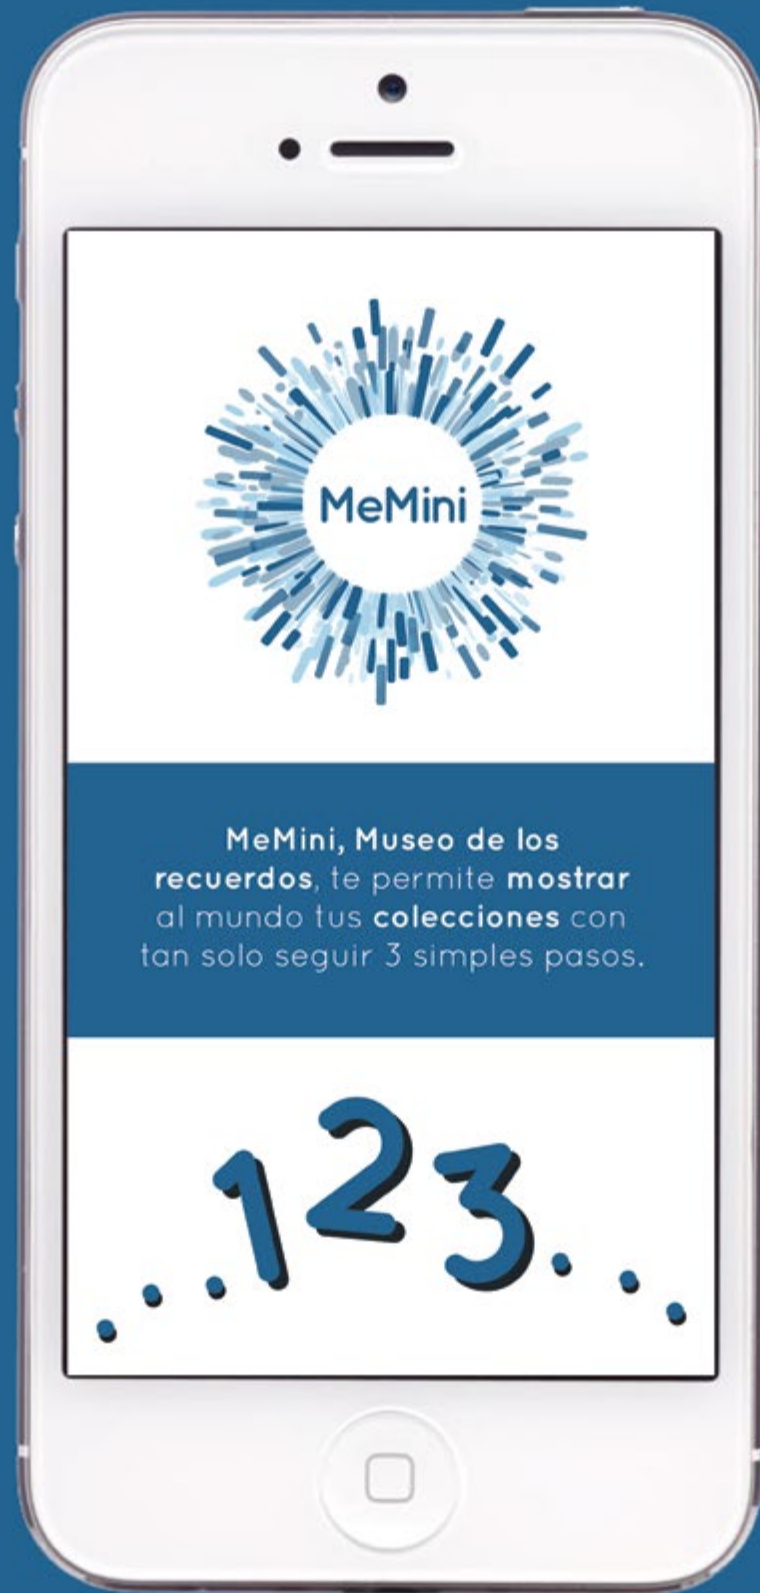 MeMini
MeMini, Museo de los
recuerdos, te permite mostrar
al mundo tus colecciones con
tan solo seguir 3 simples pasos.
...123...